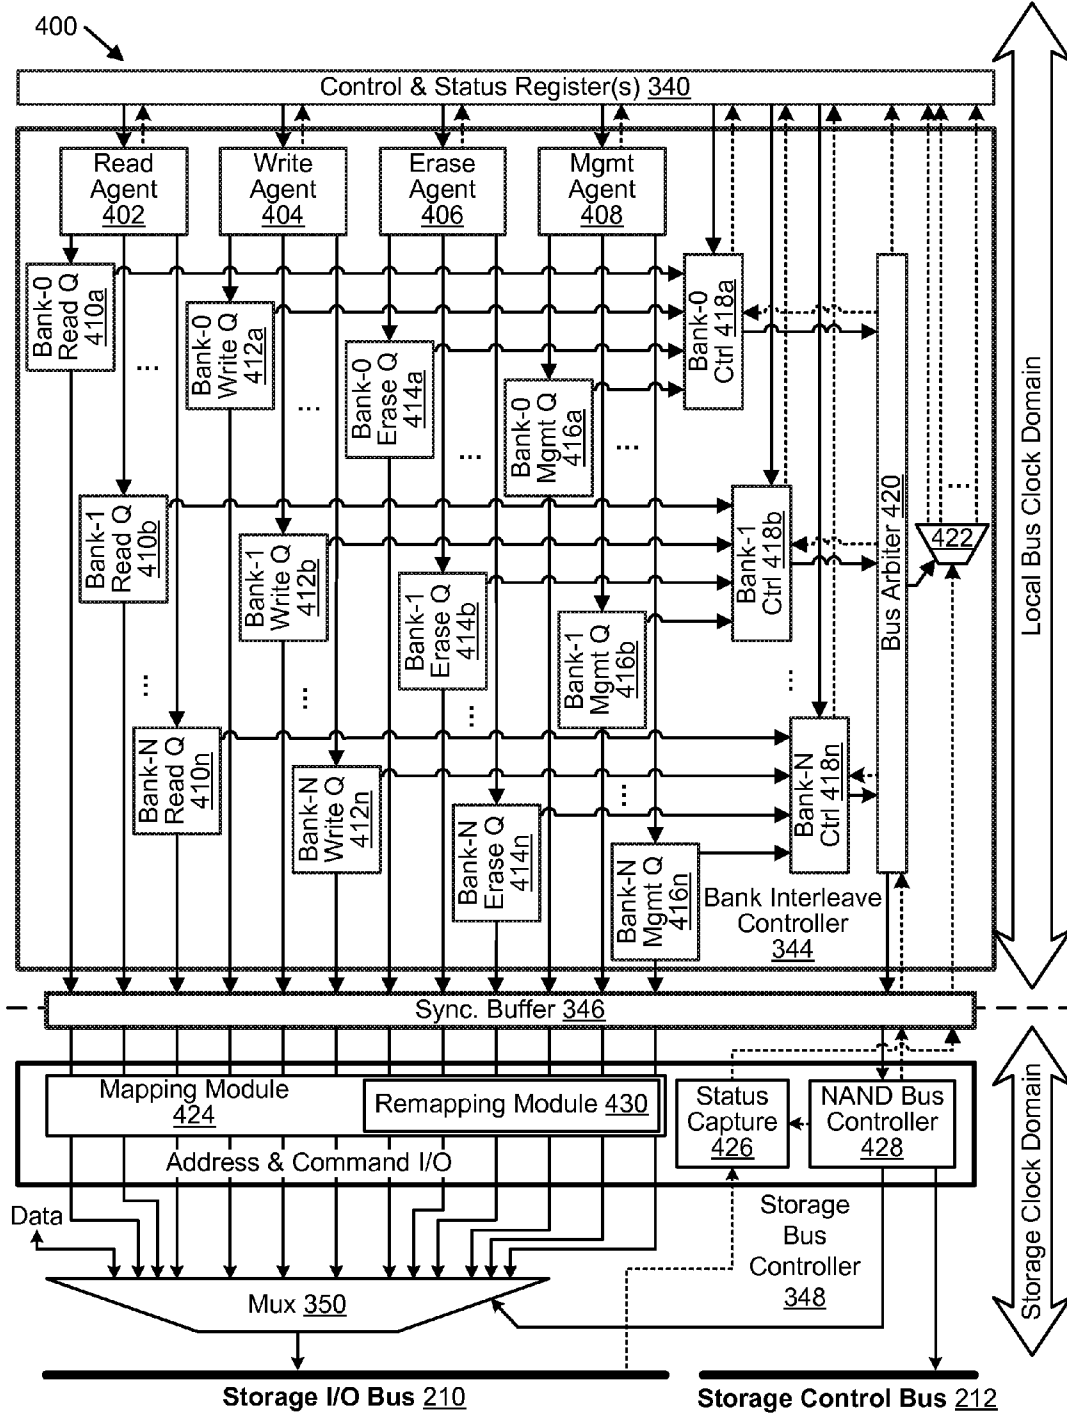 400
Control & Status Register(s) 340
Read
Agent
402
Write
Agent
404
Erase
Agent
406
Mgmt
Agent
408
Bank-0
Read Q
410a
Bank-0
Write Q
412a
Bank-0
Erase Q
414a
Bank-0
Mgmt Q
416a
Bank-0
Ctrl 418a
...
...
...
...
Bank-1
Read Q
410b
Bank-1
Write Q
412b
Bank-1
Erase Q
414b
Bank-1
Mgmt Q
416b
Bank-1
Ctrl 418b
Bus Arbiter 420
...
422
Local Bus Clock Domain
...
...
...
...
...
Bank-N
Read Q
410n
Bank-N
Write Q
412n
Bank-N
Erase Q
414n
Bank-N
Mgmt Q
416n
Bank-N
Ctrl 418n
Bank Interleave
Controller
344
Sync. Buffer 346
Mapping Module
424
Remapping Module 430
Status
Capture
426
NAND Bus
Controller
428
Address & Command I/O
Storage Clock Domain
Data
Storage
Bus
Controller
348
Mux 350
Storage I/O Bus 210
Storage Control Bus 212